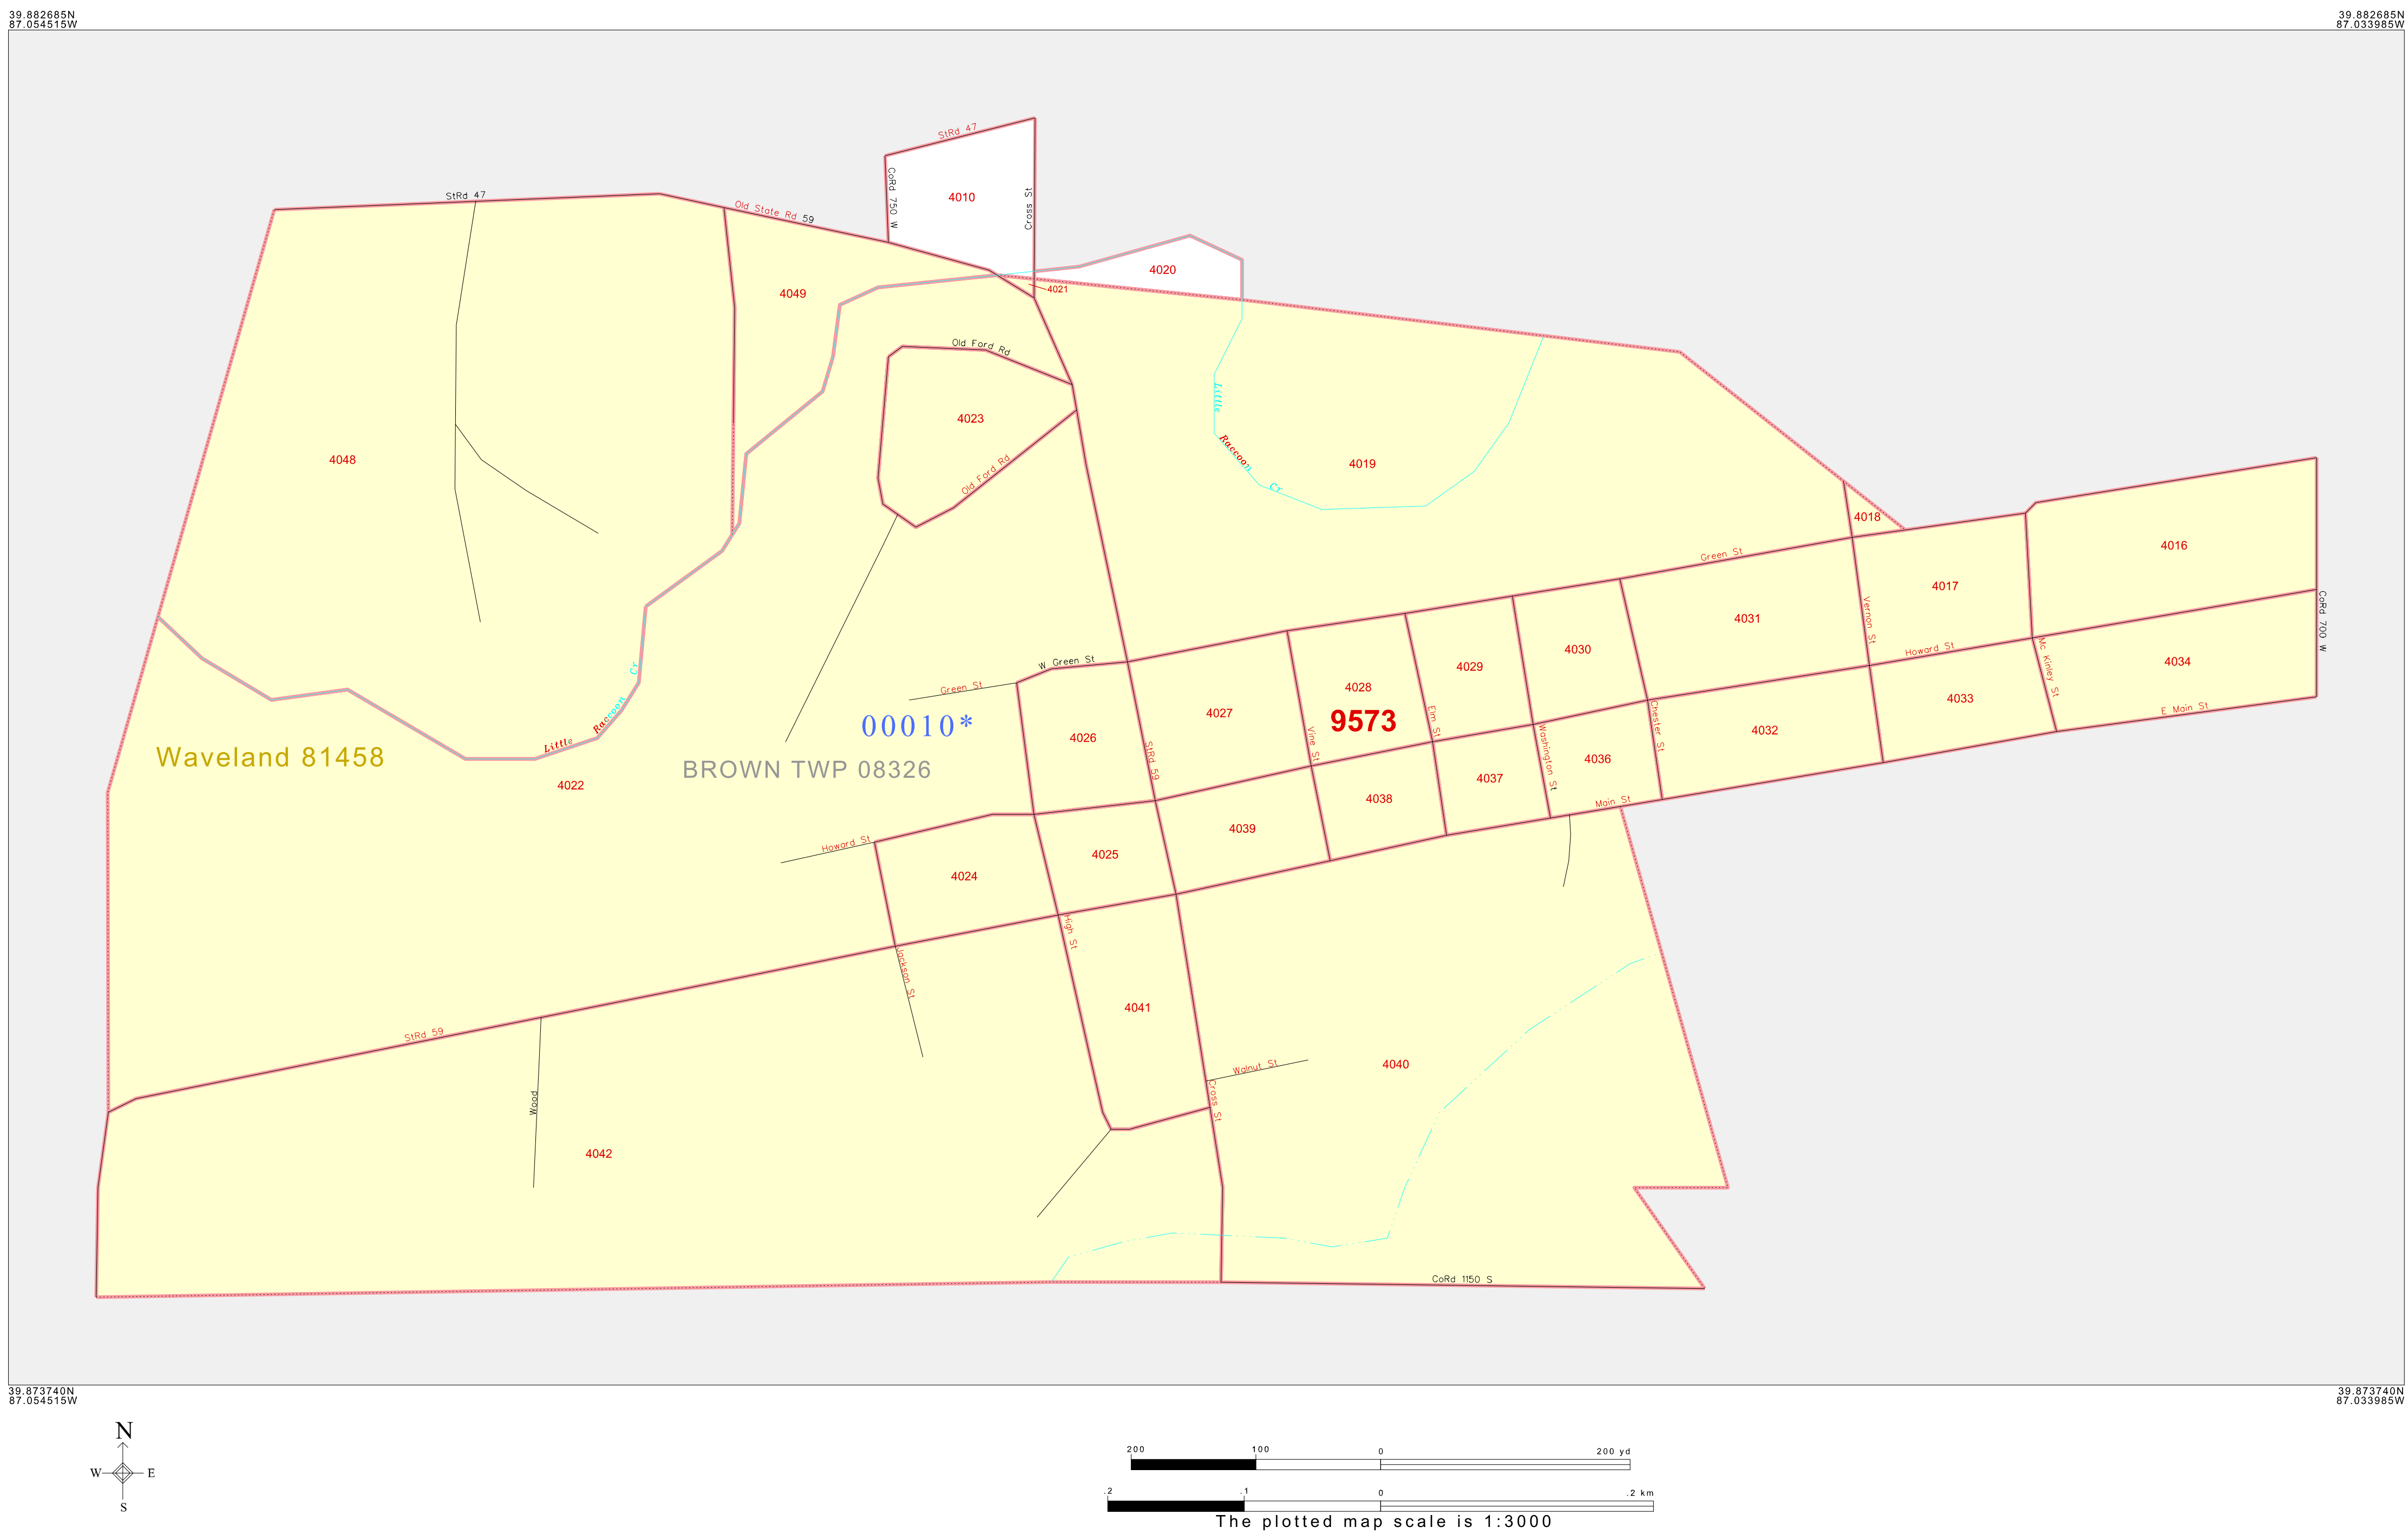 39.882685N
87.054515W
39.882685N
87.033985W
StRd 47
CoRd 750 W
4010
Cross St
StRd 47
Old State Rd 59
4020
4021
4049
Old Ford Rd
4023
Old Ford Rd
4048
Little
Raccoon
Cr
4019
4018
Green St
4016
4017
4031
Vernon St
Howard St
Mc Kinley St
CoRd 700 W
4034
4030
4029
4028
9573
4033
E Main St
4032
Chester St
4036
Washington St
4037
Elm St
4038
Vine St
4027
StRd 59
W Green St
Green St
4026
00010*
BROWN TWP 08326
Little Raccoon Cr
Waveland 81458
4022
Main St
4039
4025
Howard St
4024
High St
Jackson St
4041
StRd 59
Walnut St
Cross St
4040
Wood
4042
CoRd 1150 S
39.873740N
87.054515W
39.873740N
87.033985W
N
W E
S
200 100 0 200 yd
.2 .1 0 .2 km
The plotted map scale is 1:3000